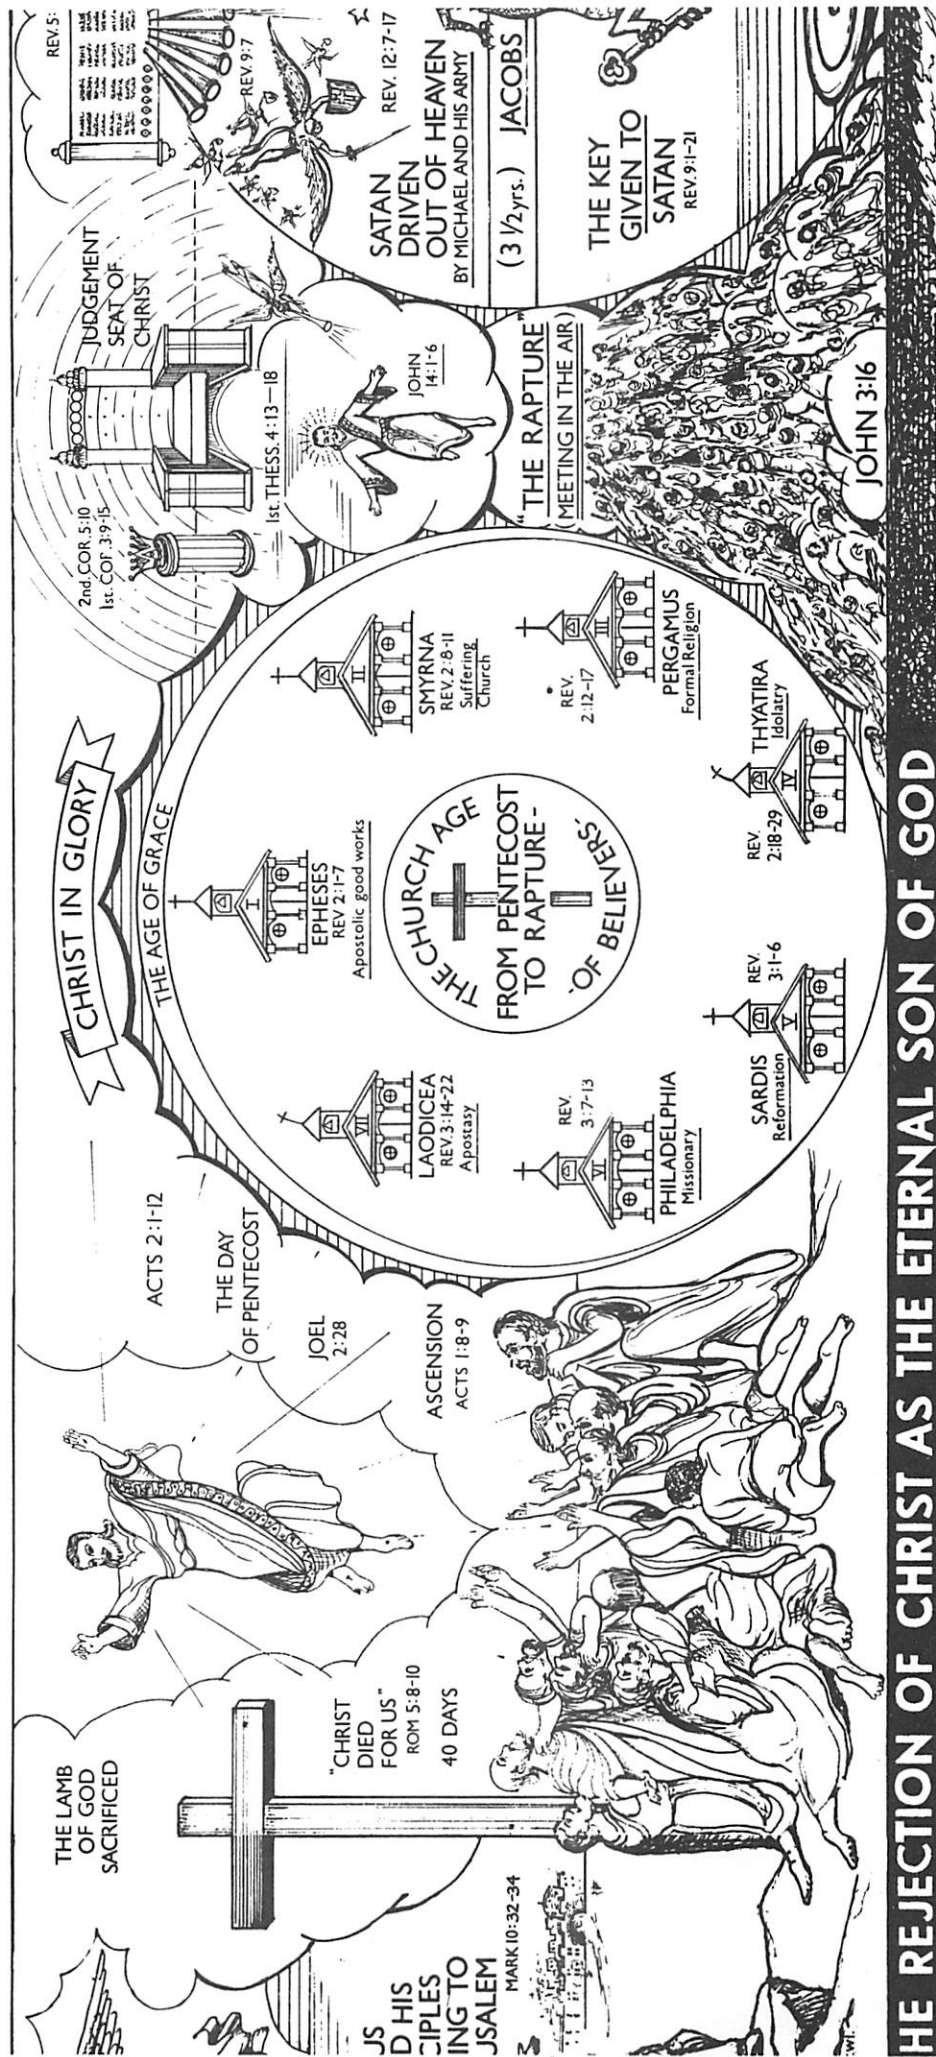 THE LAMB
OF GOD
SACRIFICED
JS
D HIS
CIPLES
ING TO
JSALEM
MARK 10:32-34
"CHRIST
DIED
FOR US"
ROM 5:8-10
40 DAYS
ASCENSION
ACTS 1:8-9
JOEL
2:28
THE DAY
OF PENTECOST
ACTS 2:1-12
CHRIST IN GLORY
THE AGE OF GRACE
I
EPHESES
REV 2:1-7
Apostolic good works
II
SMYRNA
REV. 2:8-11
Suffering
Church
III
REV.
2:12-17
PERGAMUS
Formal Religion
IV
REV.
2:18-29
THYATIRA
Idolatry
V
REV.
3:1-6
SARDIS
Reformation
VI
REV.
3:7-13
PHILADELPHIA
Missionary
VII
LAODICEA
REV.3:14-22
Apostasy
THE CHURCH AGE
FROM PENTECOST
TO RAPTURE-
-OF BELIEVERS'
2nd. COR. 5:10
1st. COR. 3:9-15
JUDGEMENT
SEAT OF
CHRIST
1st. THESS. 4:13-18
JOHN
14:1-6
"THE RAPTURE"
(MEETING IN THE AIR)
JOHN 3:16
REV. 5:
REV. 9:7
REV. 12:7-17
SATAN
DRIVEN
OUT OF HEAVEN
BY MICHAEL AND HIS ARMY
(3 1/2 yrs.) JACOBS
THE KEY
GIVEN TO
SATAN
REV. 9:1-21
HE REJECTION OF CHRIST AS THE ETERNAL SON OF GOD